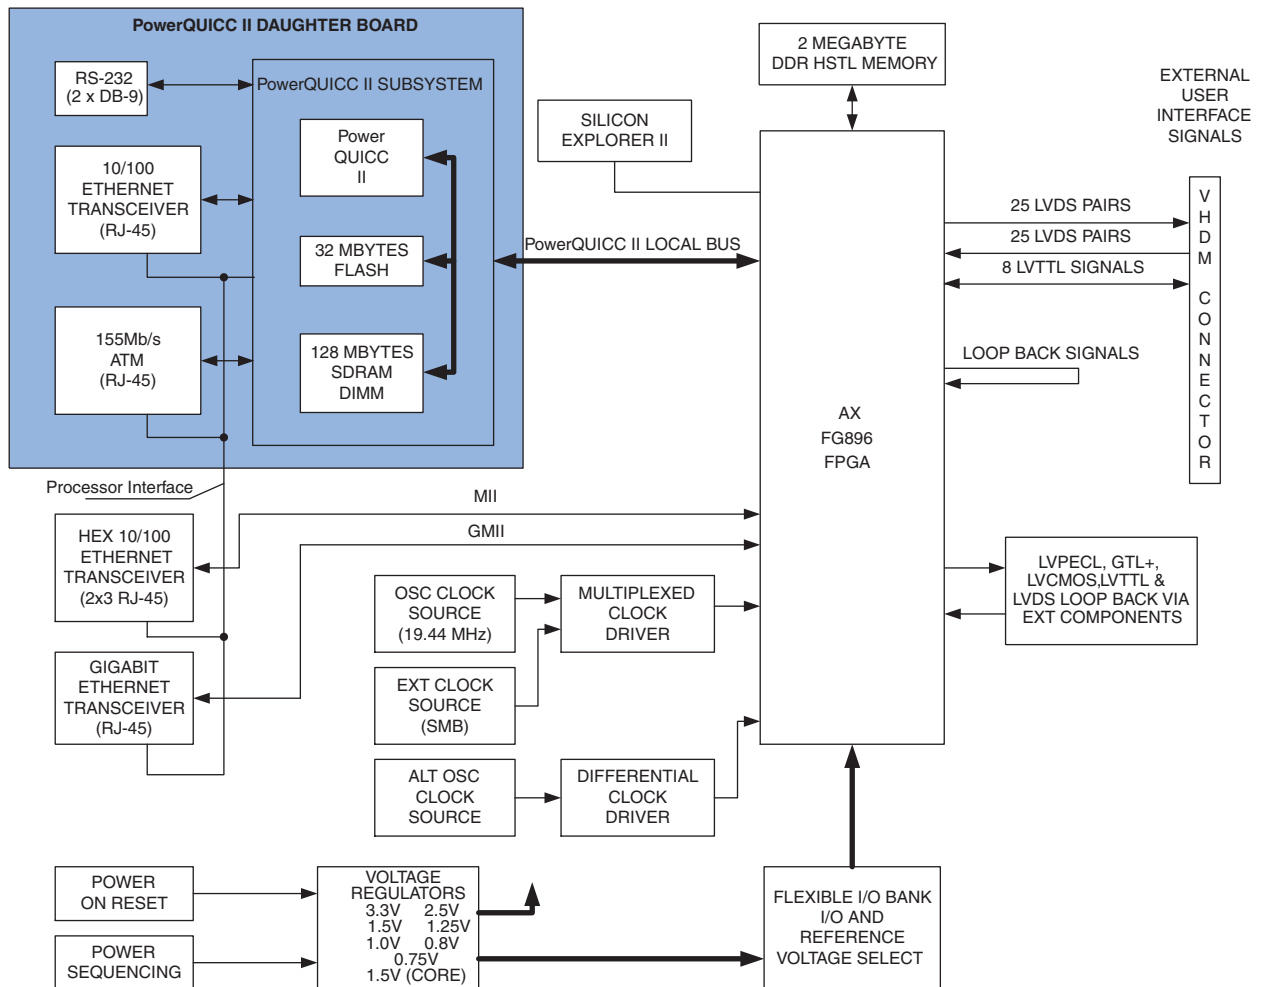 PowerQUICC II DAUGHTER BOARD
RS-232
(2 x DB-9)
PowerQUICC II SUBSYSTEM
10/100
ETHERNET
TRANSCEIVER
(RJ-45)
Power
QUICC
II
32 MBYTES
FLASH
155Mb/s
ATM
(RJ-45)
128 MBYTES
SDRAM
DIMM
Processor Interface
HEX 10/100
ETHERNET
TRANSCEIVER
(2x3 RJ-45)
GIGABIT
ETHERNET
TRANSCEIVER
(RJ-45)
2 MEGABYTE
DDR HSTL MEMORY
SILICON
EXPLORER II
PowerQUICC II LOCAL BUS
MII
GMII
OSC CLOCK
SOURCE
(19.44 MHz)
MULTIPLEXED
CLOCK
DRIVER
EXT CLOCK
SOURCE
(SMB)
ALT OSC
CLOCK
SOURCE
DIFFERENTIAL
CLOCK
DRIVER
AX
FG896
FPGA
EXTERNAL
USER
INTERFACE
SIGNALS
25 LVDS PAIRS
25 LVDS PAIRS
8 LVTTL SIGNALS
VHDM CONNECTOR
LOOP BACK SIGNALS
LVPECL, GTL+,
LVCMOS,LVTTL &
LVDS LOOP BACK VIA
EXT COMPONENTS
POWER
ON RESET
POWER
SEQUENCING
VOLTAGE
REGULATORS
3.3V 2.5V
1.5V 1.25V
1.0V 0.8V
0.75V
1.5V (CORE)
FLEXIBLE I/O BANK
I/O AND
REFERENCE
VOLTAGE SELECT